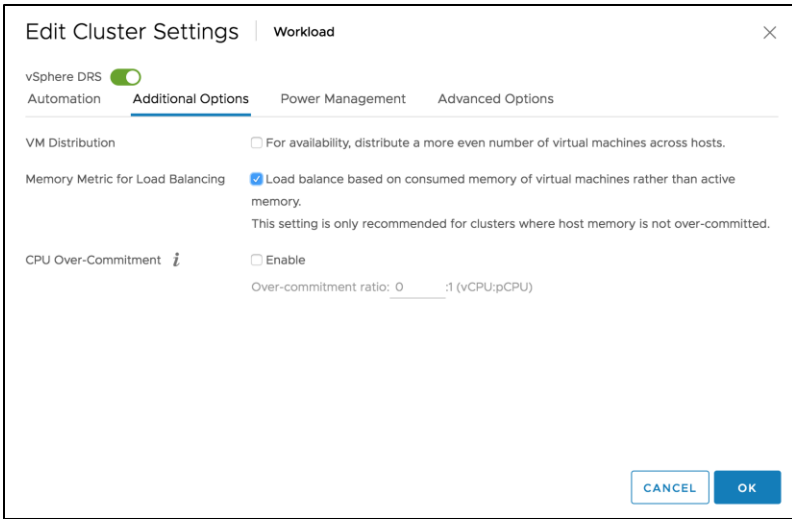 Edit Cluster Settings | Workload
vSphere DRS
Automation Additional Options Power Management Advanced Options
VM Distribution For availability, distribute a more even number of virtual machines across hosts.
Memory Metric for Load Balancing Load balance based on consumed memory of virtual machines rather than active
memory.
This setting is only recommended for clusters where host memory is not over-committed.
CPU Over-Commitment i Enable
Over-commitment ratio: 0 :1 (vCPU:pCPU)
CANCEL OK